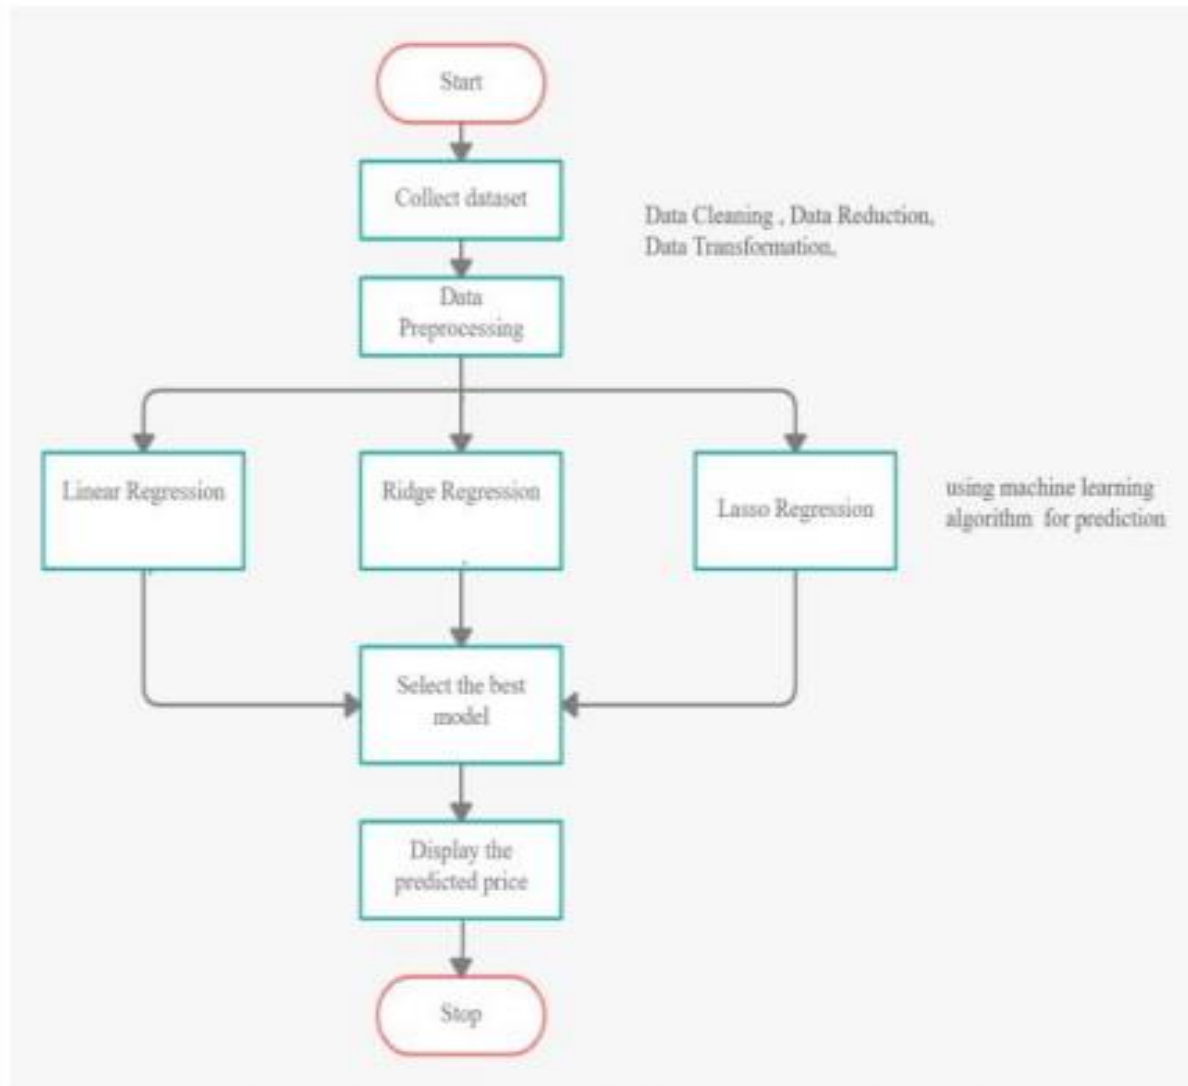 Start
Collect dataset
Data Cleaning , Data Reduction,
Data Transformation,
Data
Preprocessing
Linear Regression
Ridge Regression
Lasso Regression
using machine learning
algorithm for prediction
Select the best
model
Display the
predicted price
Stop